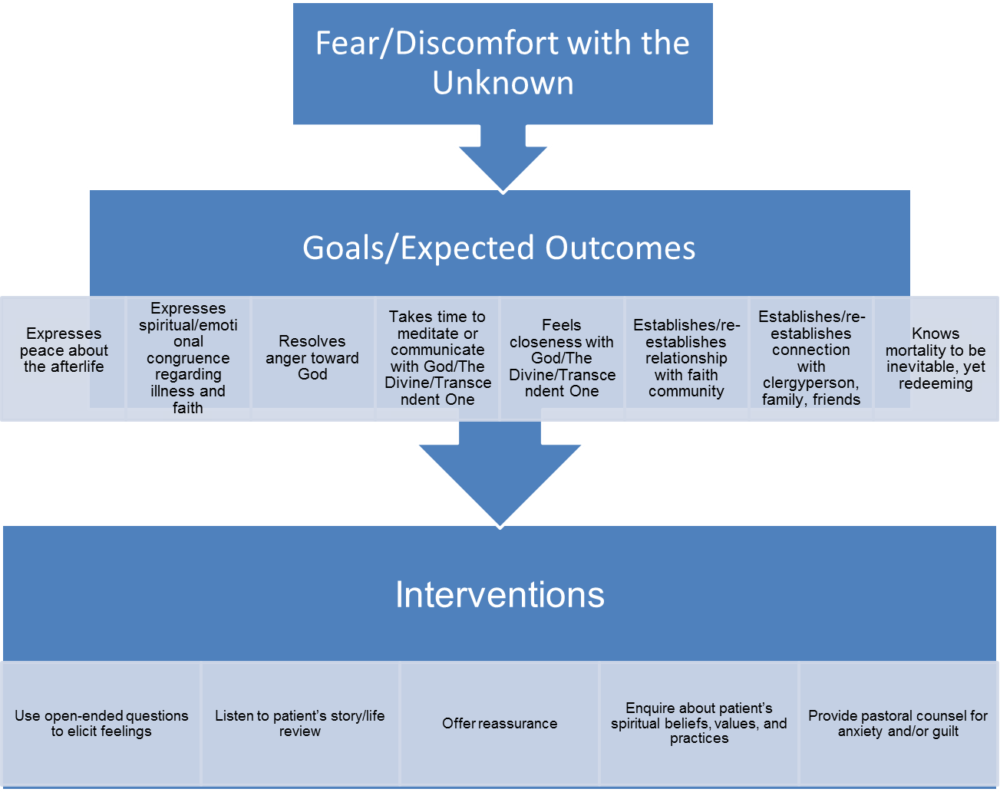 Fear/Discomfort with the
Unknown
Goals/Expected Outcomes
Expresses
peace about
the afterlife
Expresses
spiritual/emoti
onal
congruence
regarding
illness and
faith
Resolves
anger toward
God
Takes time to
meditate or
communicate
with God/The
Divine/Transce
ndent One
Feels
closeness with
God/The
Divine/Transce
ndent One
Establishes/re-
establishes
relationship
with faith
community
Establishes/re-
establishes
connection
with
clergyperson,
family, friends
Knows
mortality to be
inevitable, yet
redeeming
Interventions
Use open-ended questions
to elicit feelings
Listen to patient’s story/life
review
Offer reassurance
Enquire about patient’s
spiritual beliefs, values, and
practices
Provide pastoral counsel for
anxiety and/or guilt